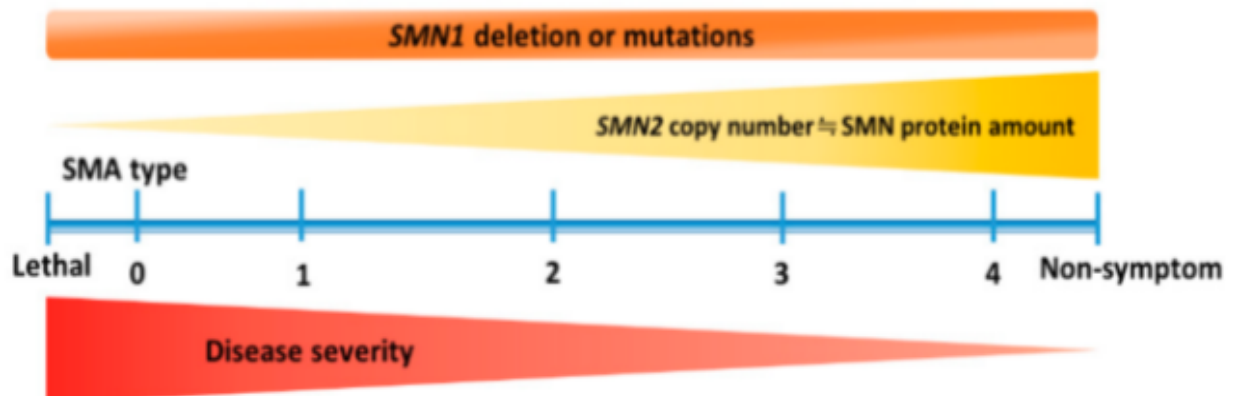 SMN1 deletion or mutations
SMN2 copy number≒SMN protein amount
SMA type
Lethal 0 1 2 3 4 Non-symptom
Disease severity